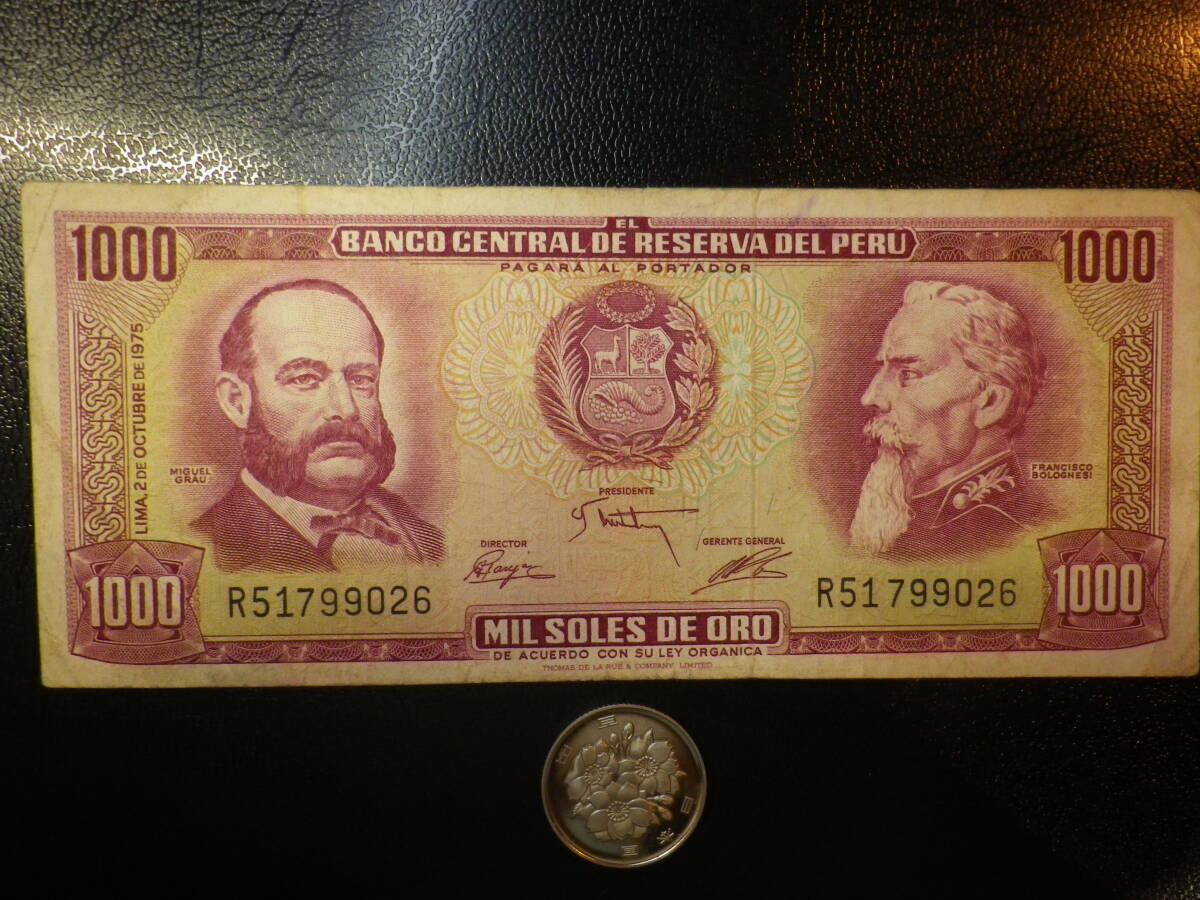 EL
BANCO CENTRAL DE RESERVA DEL PERU
PAGARA AL PORTADOR
1000
1000
LIMA, 2 DE OCTUBRE DE 1975
MIGUEL
GRAU
FRANCISCO
BOLOGNESI
PRESIDENTE
DIRECTOR
GERENTE GENERAL
1000
R51799026
R51799026
1000
MIL SOLES DE ORO
DE ACUERDO CON SU LEY ORGANICA
THOMAS DE LA RUE & COMPANY, LIMITED
日